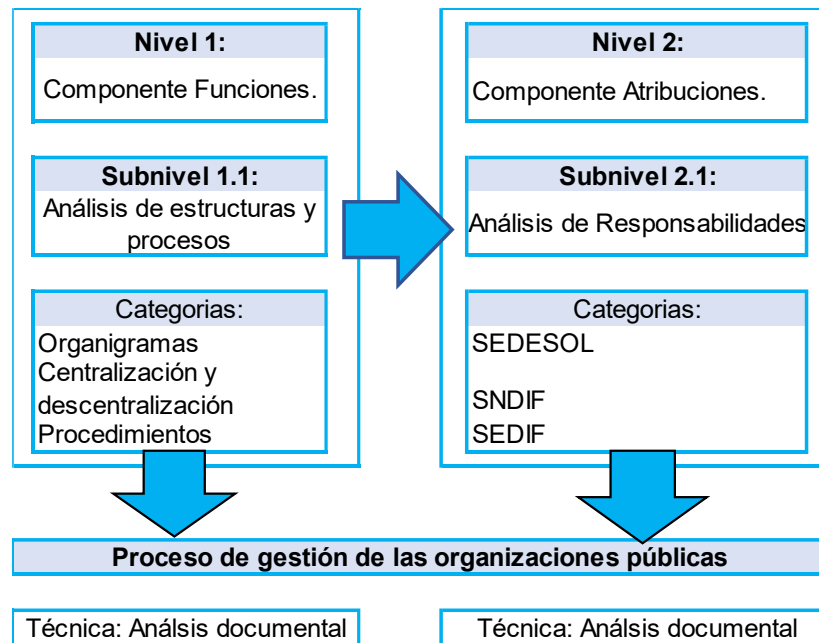 Nivel 1:
Componente Funciones.
Subnivel 1.1:
Análisis de estructuras y
procesos
Categorias:
Organigramas
Centralización y
descentralización
Procedimientos
Nivel 2:
Componente Atribuciones.
Subnivel 2.1:
Análisis de Responsabilidades
Categorias:
SEDESOL
SNDIF
SEDIF
Proceso de gestión de las organizaciones públicas
Técnica: Análsis documental
Técnica: Análsis documental